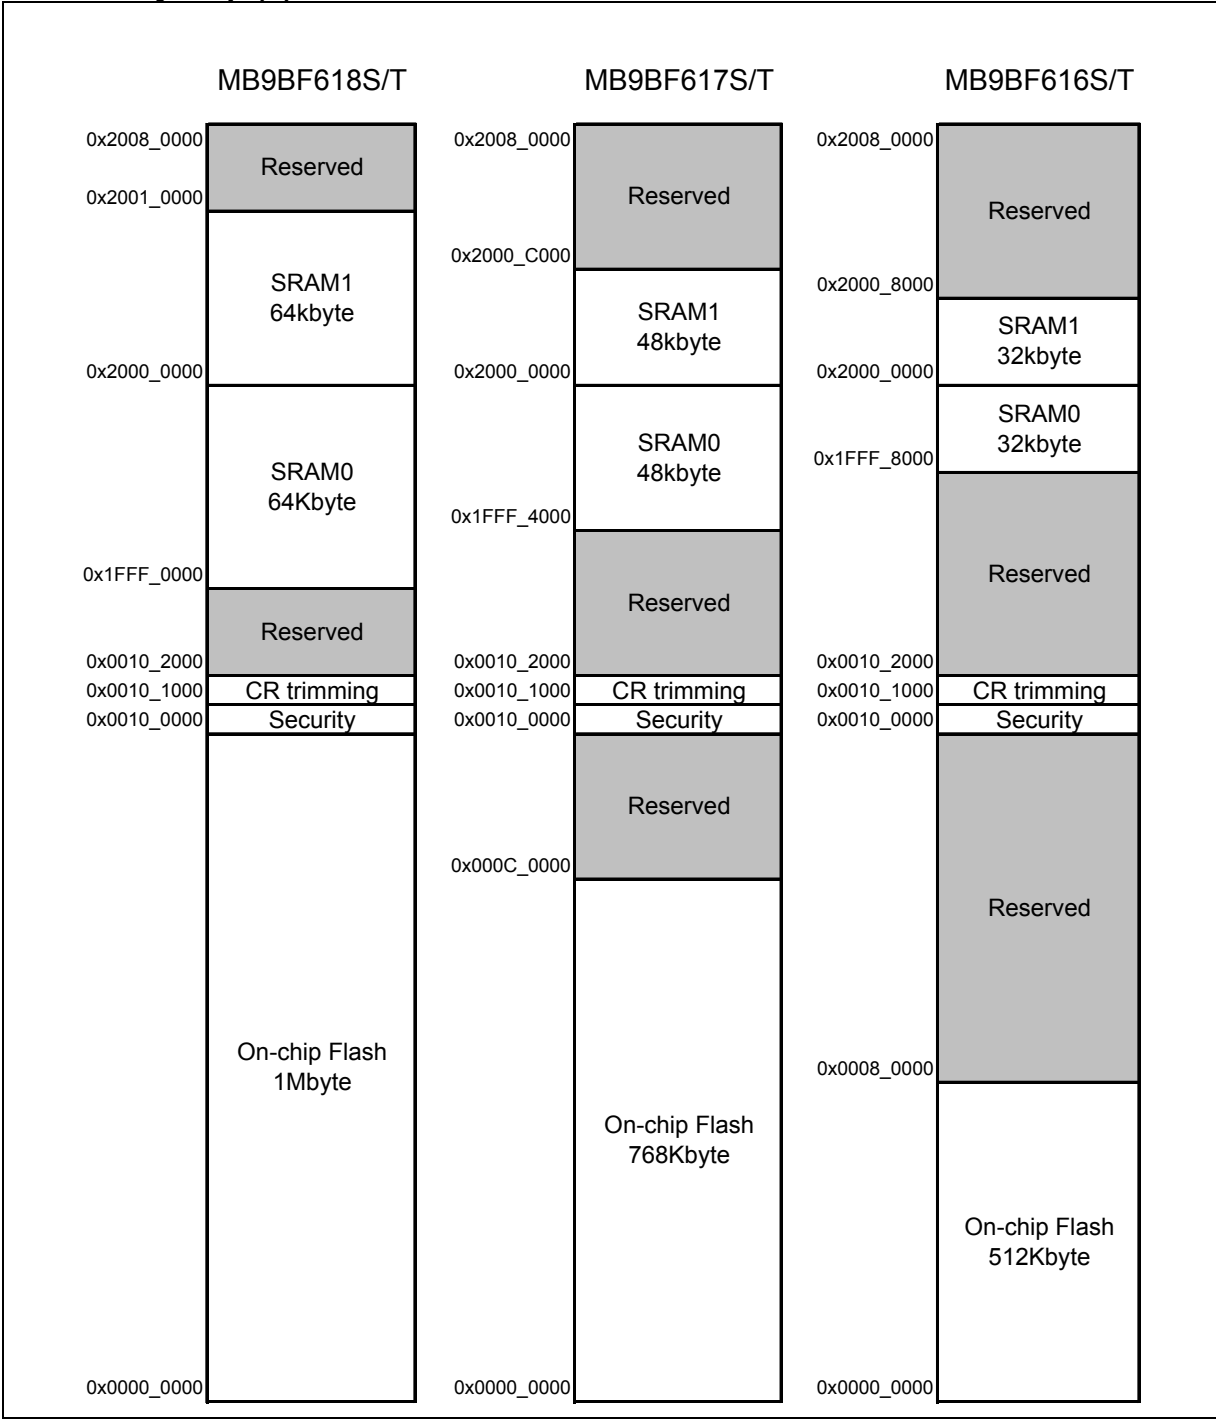 MB9BF618S/T
0x2008_0000
Reserved
0x2001_0000
SRAM1
64kbyte
0x2000_0000
SRAM0
64Kbyte
0x1FFF_0000
Reserved
0x0010_2000
0x0010_1000 CR trimming
0x0010_0000 Security
On-chip Flash
1Mbyte
0x0000_0000
MB9BF617S/T
0x2008_0000
Reserved
0x2000_C000
SRAM1
48kbyte
0x2000_0000
SRAM0
48kbyte
0x1FFF_4000
Reserved
0x0010_2000
0x0010_1000 CR trimming
0x0010_0000 Security
Reserved
0x000C_0000
On-chip Flash
768Kbyte
0x0000_0000
MB9BF616S/T
0x2008_0000
Reserved
0x2000_8000
SRAM1
32kbyte
0x2000_0000
SRAM0
32kbyte
0x1FFF_8000
Reserved
0x0010_2000
0x0010_1000 CR trimming
0x0010_0000 Security
Reserved
0x0008_0000
On-chip Flash
512Kbyte
0x0000_0000